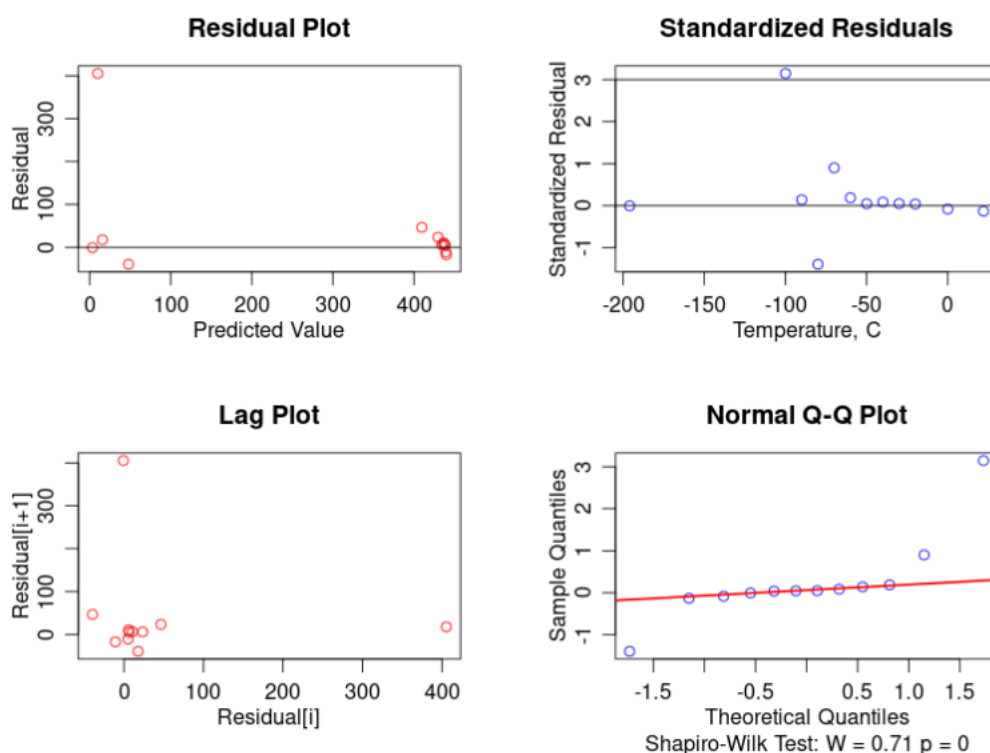 Residual Plot
Residual
300
100
0
0 100 200 300 400
Predicted Value
Standardized Residuals
Standardized Residual
3
2
1
0
-1
-200 -150 -100 -50 0
Temperature, C
Lag Plot
Residual[i+1]
300
100
0
0 100 200 300 400
Residual[i]
Normal Q-Q Plot
Sample Quantiles
3
2
1
0
-1
-1.5 -0.5 0.5 1.0 1.5
Theoretical Quantiles
Shapiro-Wilk Test: W = 0.71 p = 0